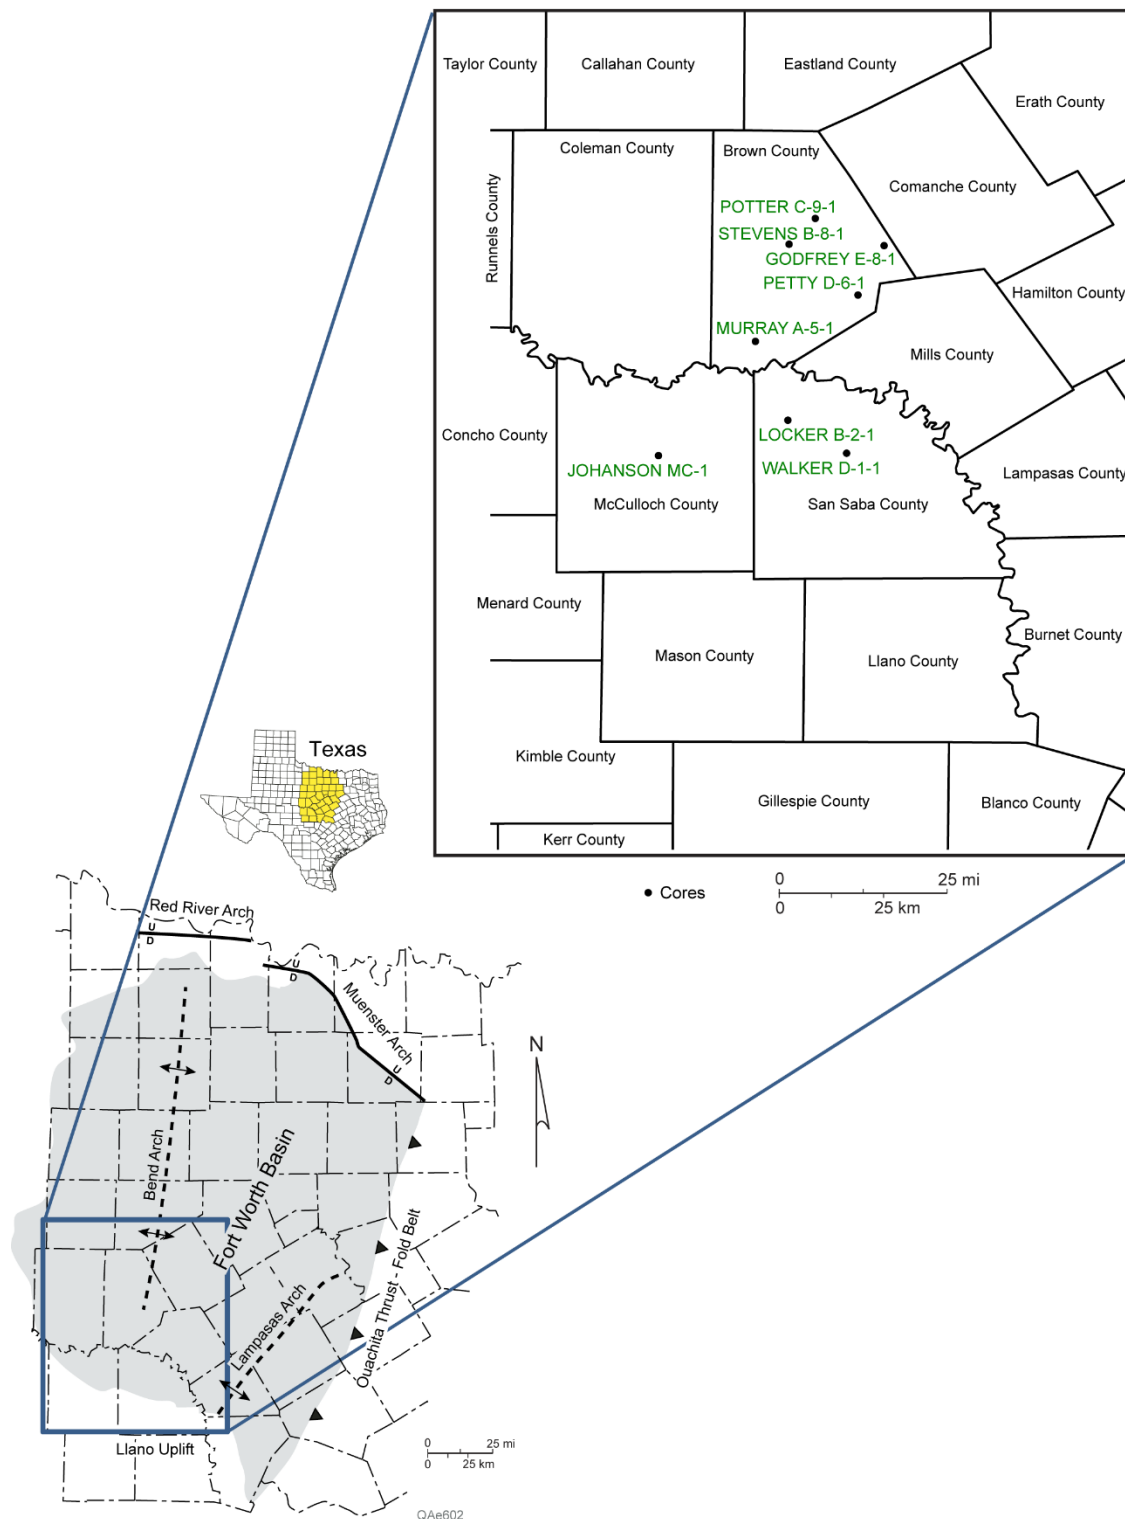 Taylor County
Callahan County
Eastland County
Erath County
Coleman County
Brown County
Comanche County
Runnels County
POTTER C-9-1
STEVENS B-8-1
GODFREY E-8-1
PETTY D-6-1
Hamilton County
MURRAY A-5-1
Mills County
Concho County
LOCKER B-2-1
JOHANSON MC-1
WALKER D-1-1
Lampasas County
McCulloch County
San Saba County
Menard County
Mason County
Llano County
Burnet County
Kimble County
Gillespie County
Blanco County
Kerr County
Cores
0 25 mi
0 25 km
Texas
Red River Arch
U
D
U
D
Muenster Arch
U
D
N
Bend Arch
Fort Worth Basin
Ouachita Thrust - Fold Belt
Lampasas Arch
Llano Uplift
0 25 mi
0 25 km
QAe602